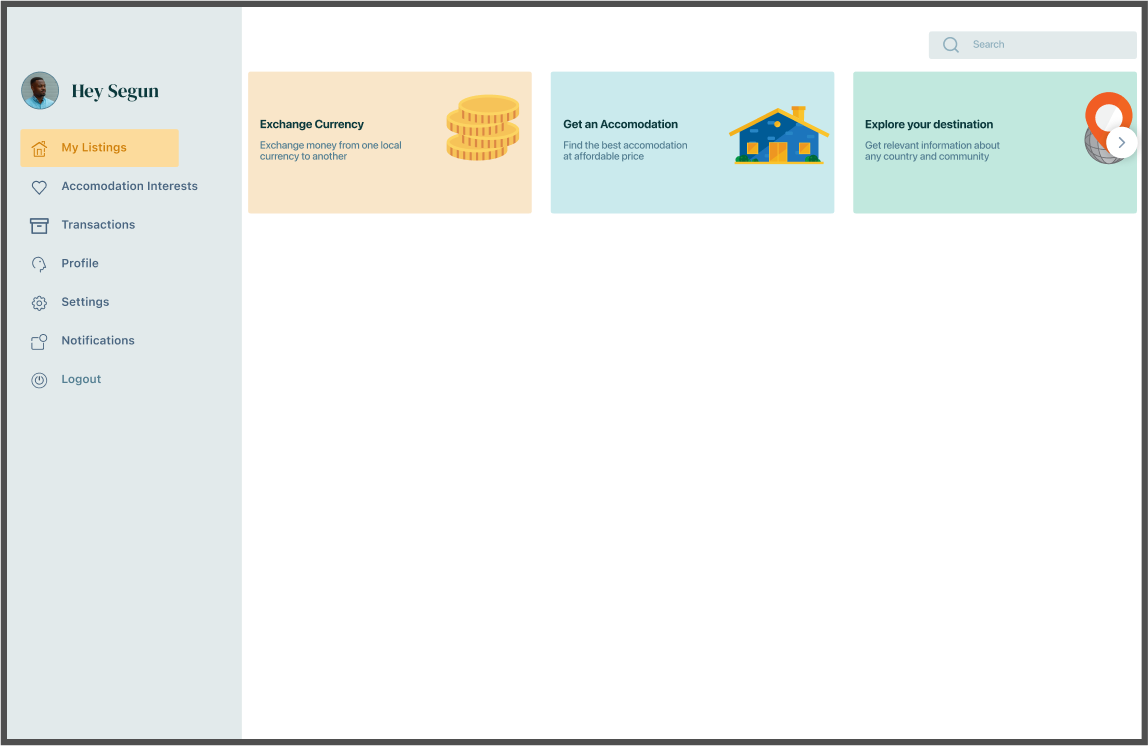 Search
Hey Segun
My Listings
Accomodation Interests
Transactions
Profile
Settings
Notifications
Logout
Exchange Currency
Exchange money from one local
currency to another
Get an Accomodation
Find the best accomodation
at affordable price
Explore your destination
Get relevant information about
any country and community